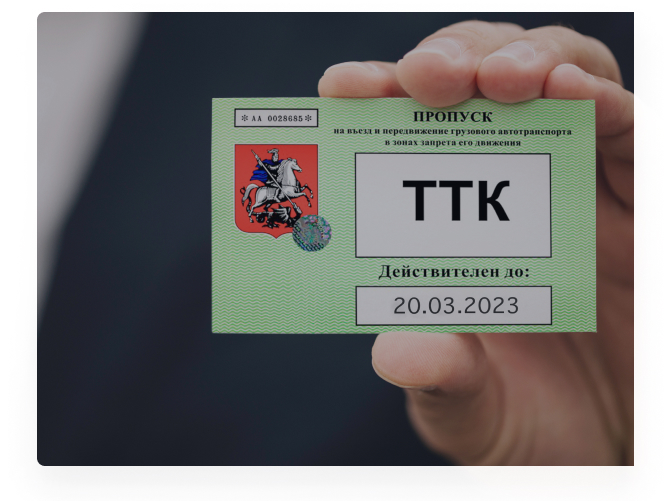 * АА 0028685 *
ПРОПУСК
на въезд и передвижение грузового автотранспорта
в зонах запрета его движения
ТТК
Действителен до:
20.03.2023